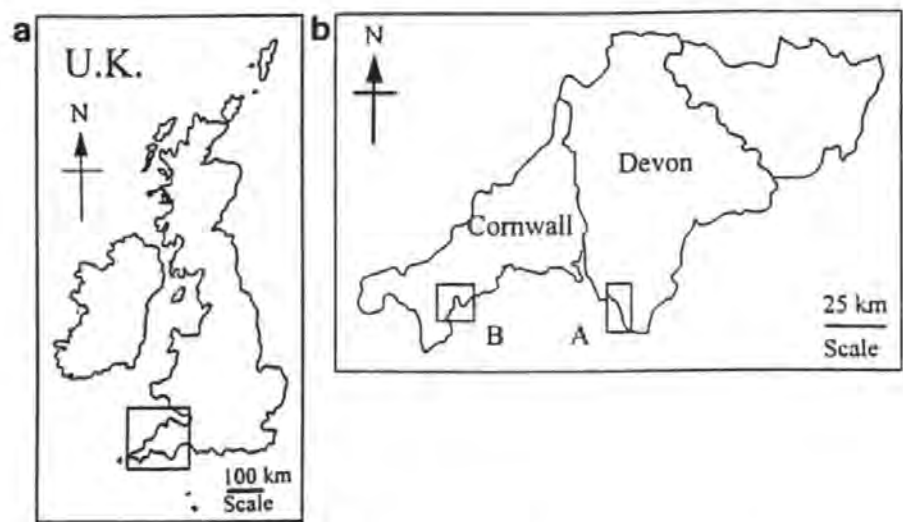 a
U.K.
N
100 km
Scale
b
N
Devon
Cornwall
B
A
25 km
Scale